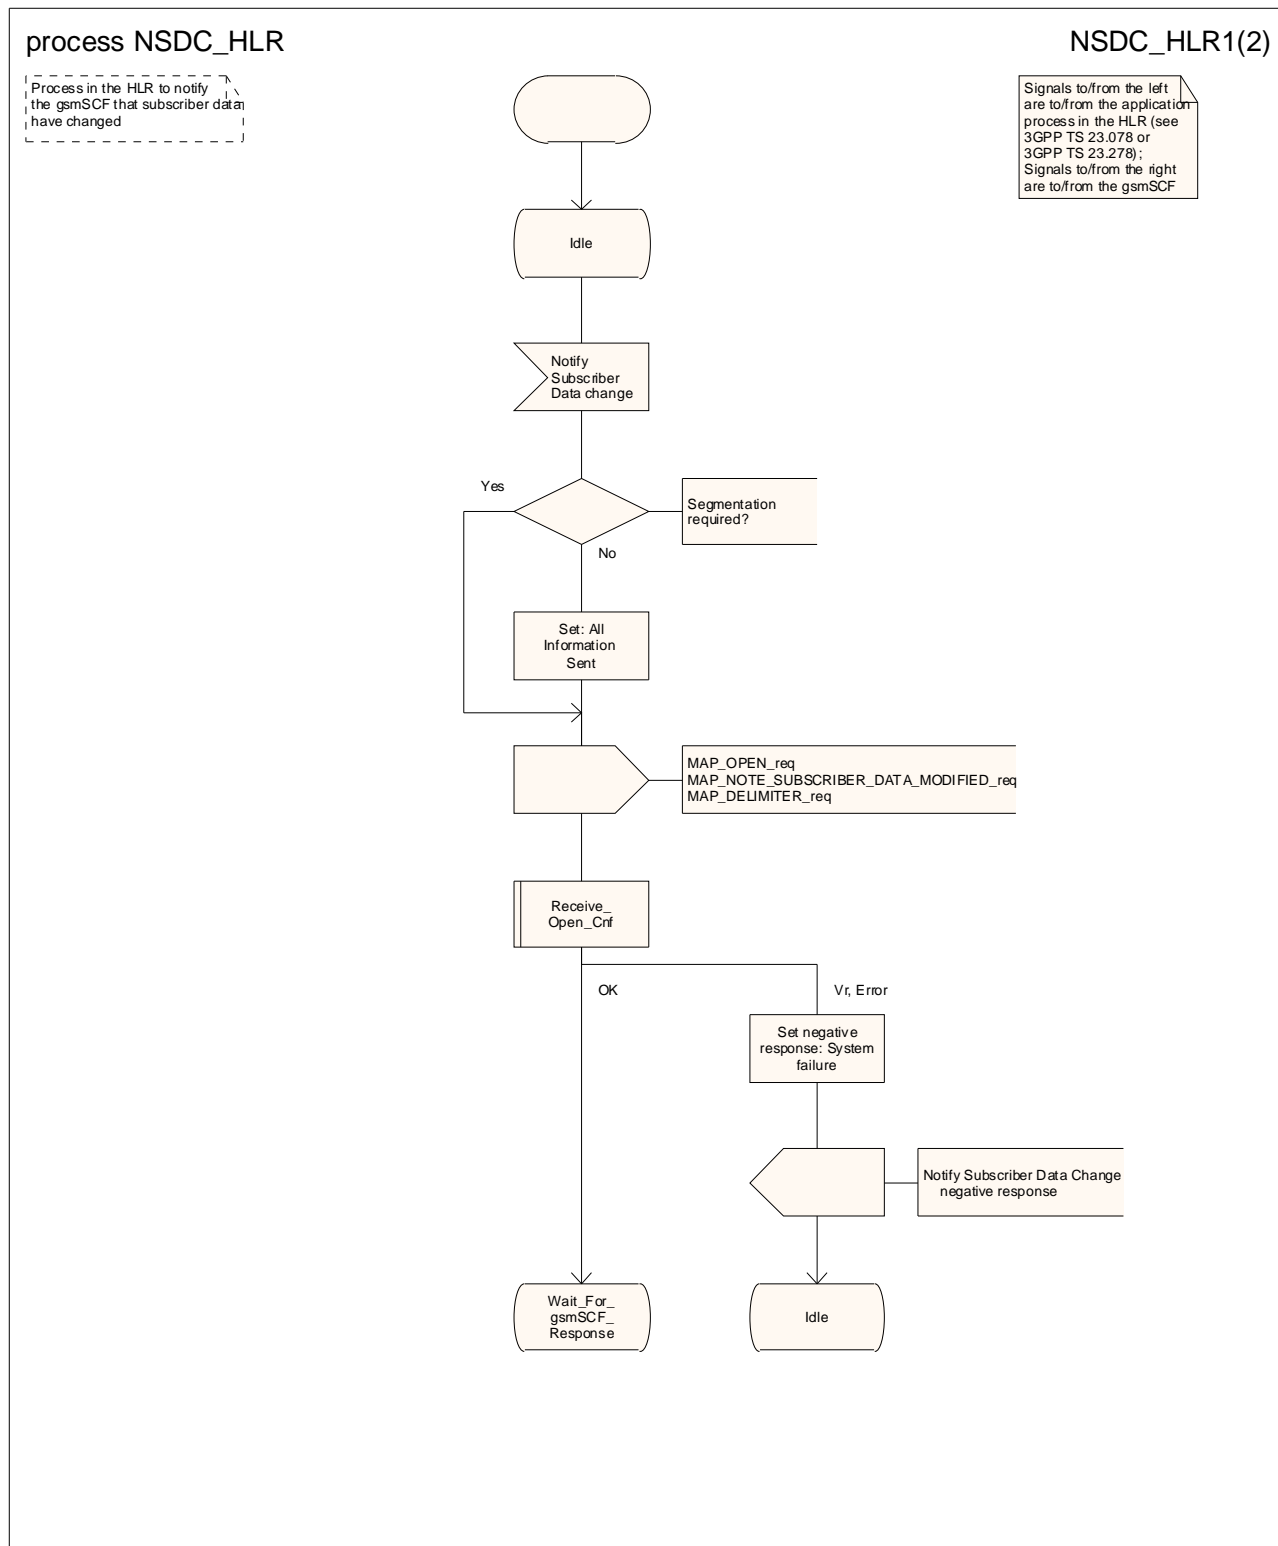 process NSDC_HLR
NSDC_HLR1(2)
Process in the HLR to notify
the gsmSCF that subscriber data
have changed
Signals to/from the left
are to/from the application
process in the HLR (see
3GPP TS 23.078 or
3GPP TS 23.278);
Signals to/from the right
are to/from the gsmSCF
Idle
Notify
Subscriber
Data change
Yes
Segmentation
required?
No
Set: All
Information
Sent
MAP_OPEN_req
MAP_NOTE_SUBSCRIBER_DATA_MODIFIED_req
MAP_DELIMITER_req
Receive_
Open_Cnf
OK
Vr, Error
Set negative
response: System
failure
Notify Subscriber Data Change
negative response
Wait_For_
gsmSCF_
Response
Idle